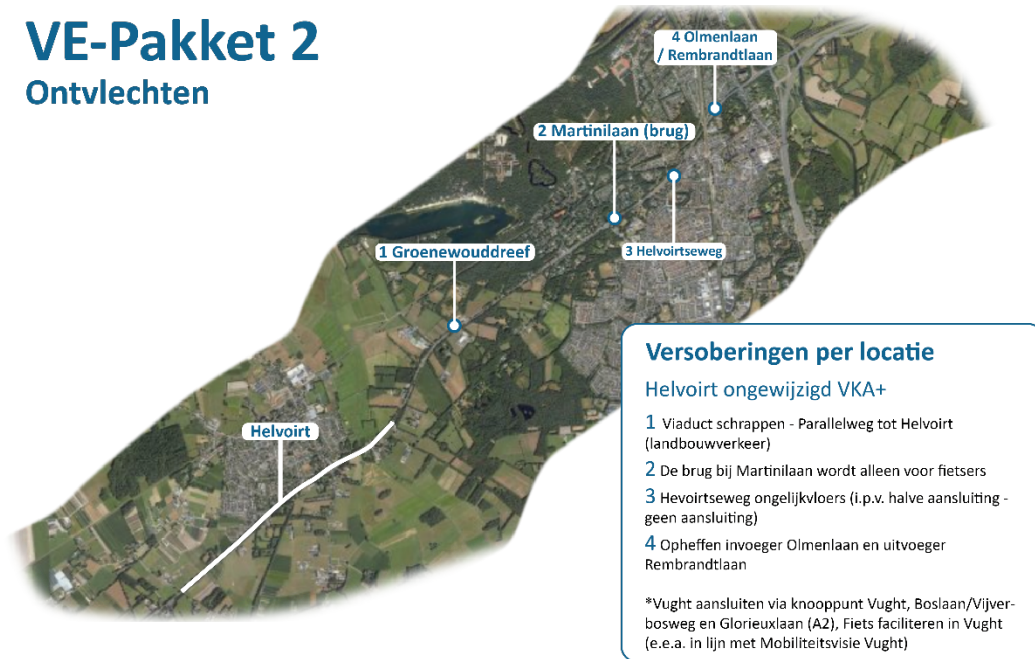 VE-Pakket 2
Ontvlechten
4 Olmenlaan
/ Rembrandtlaan
2 Martinilaan (brug)
3 Helvoirtseweg
1 Groenewouddreef
Helvoirt
Versoberingen per locatie
Helvoirt ongewijzigd VKA+
1 Viaduct schrappen - Parallelweg tot Helvoirt
(landbouwverkeer)
2 De brug bij Martinilaan wordt alleen voor fietsers
3 Hevoirtseweg ongelijkvloers (i.p.v. halve aansluiting -
geen aansluiting)
4 Opheffen invoeger Olmenlaan en uitvoeger
Rembrandtlaan
*Vught aansluiten via knooppunt Vught, Boslaan/Vijver-
bosweg en Glorieuxlaan (A2), Fiets faciliteren in Vught
(e.e.a. in lijn met Mobiliteitsvisie Vught)